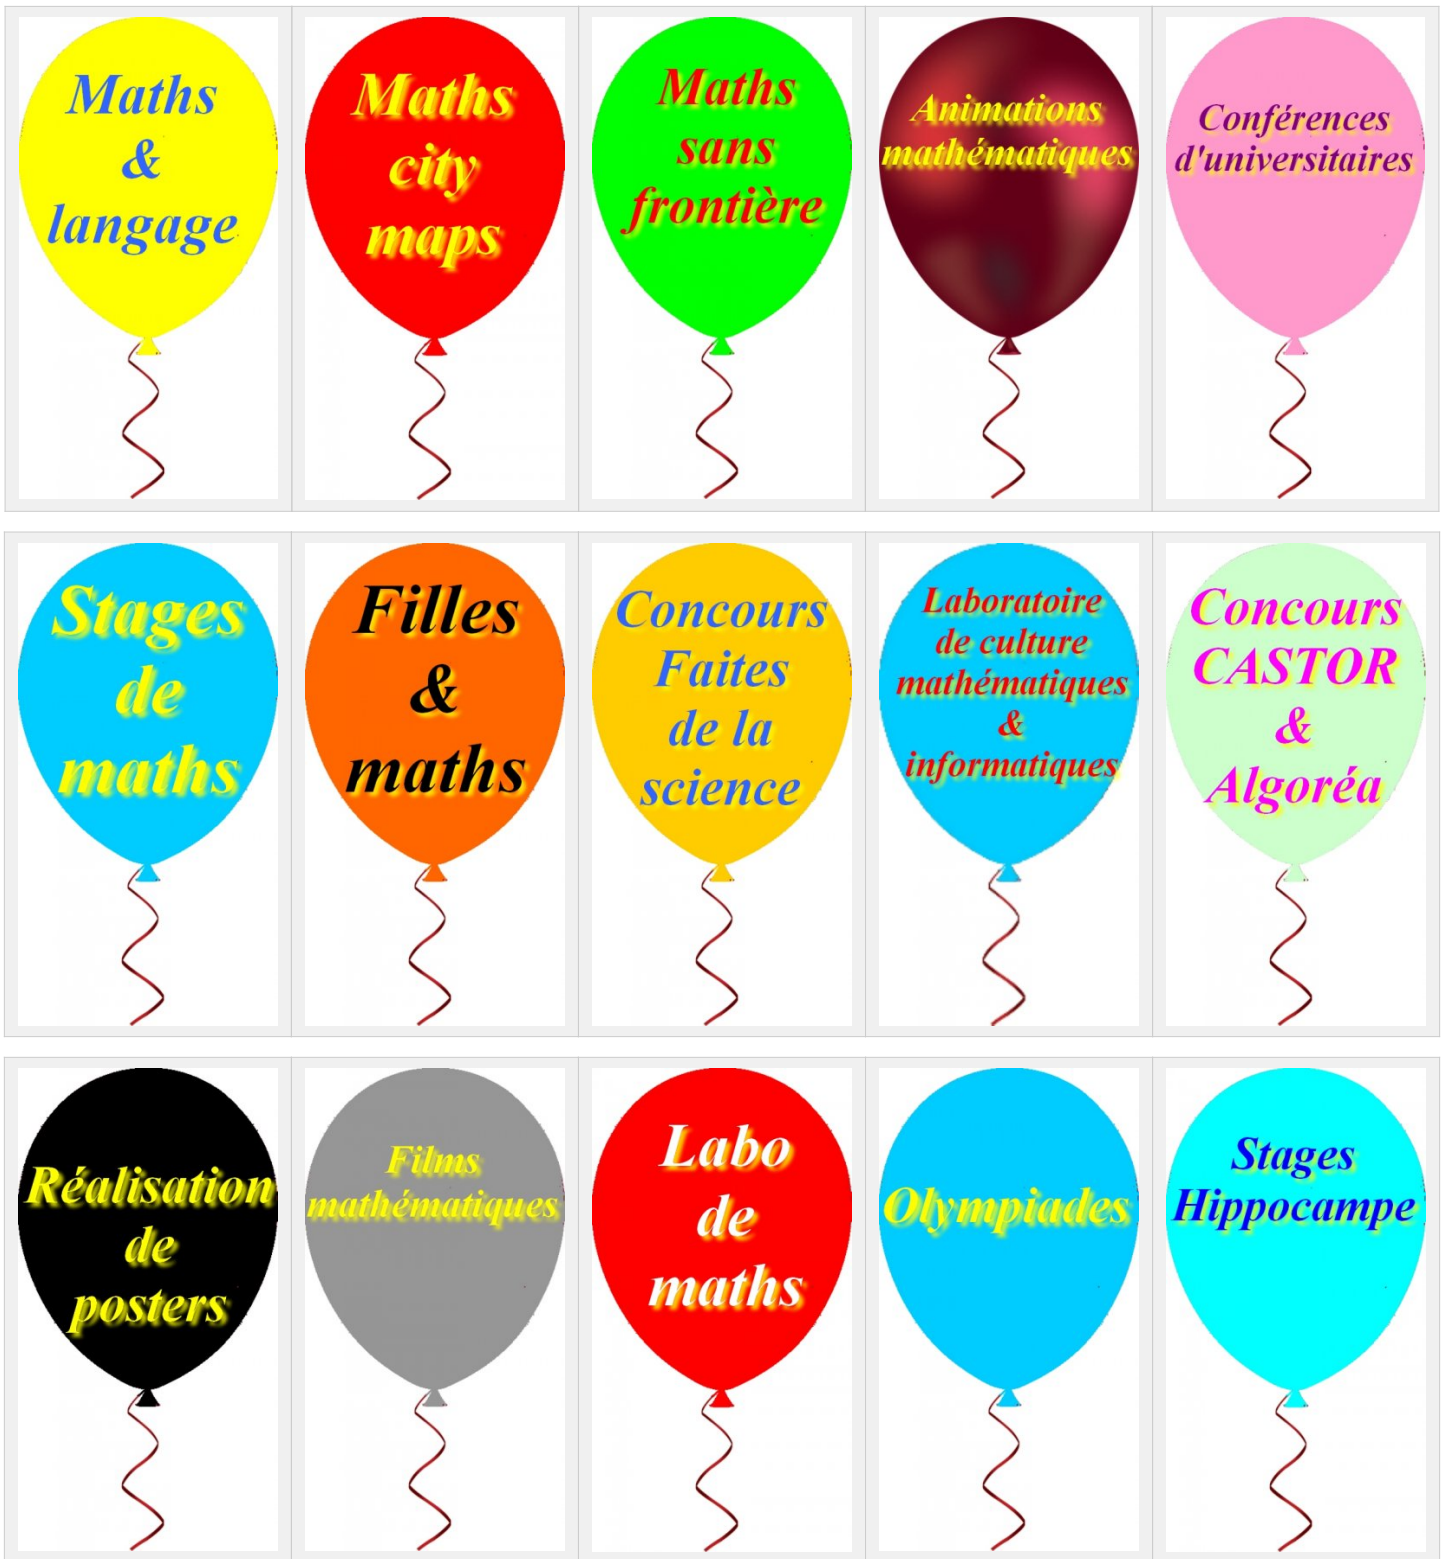 Maths
&
langage
Maths
city
maps
Maths
sans
frontière
Animations
mathématiques
Conférences
d'universitaires
Stages
de
maths
Filles
&
maths
Concours
Faites
de la
science
Laboratoire
de culture
mathématiques
&
informatiques
Concours
CASTOR
&
Algoréa
Réalisation
de
posters
Films
mathématiques
Labo
de
maths
Olympiades
Stages
Hippocampe